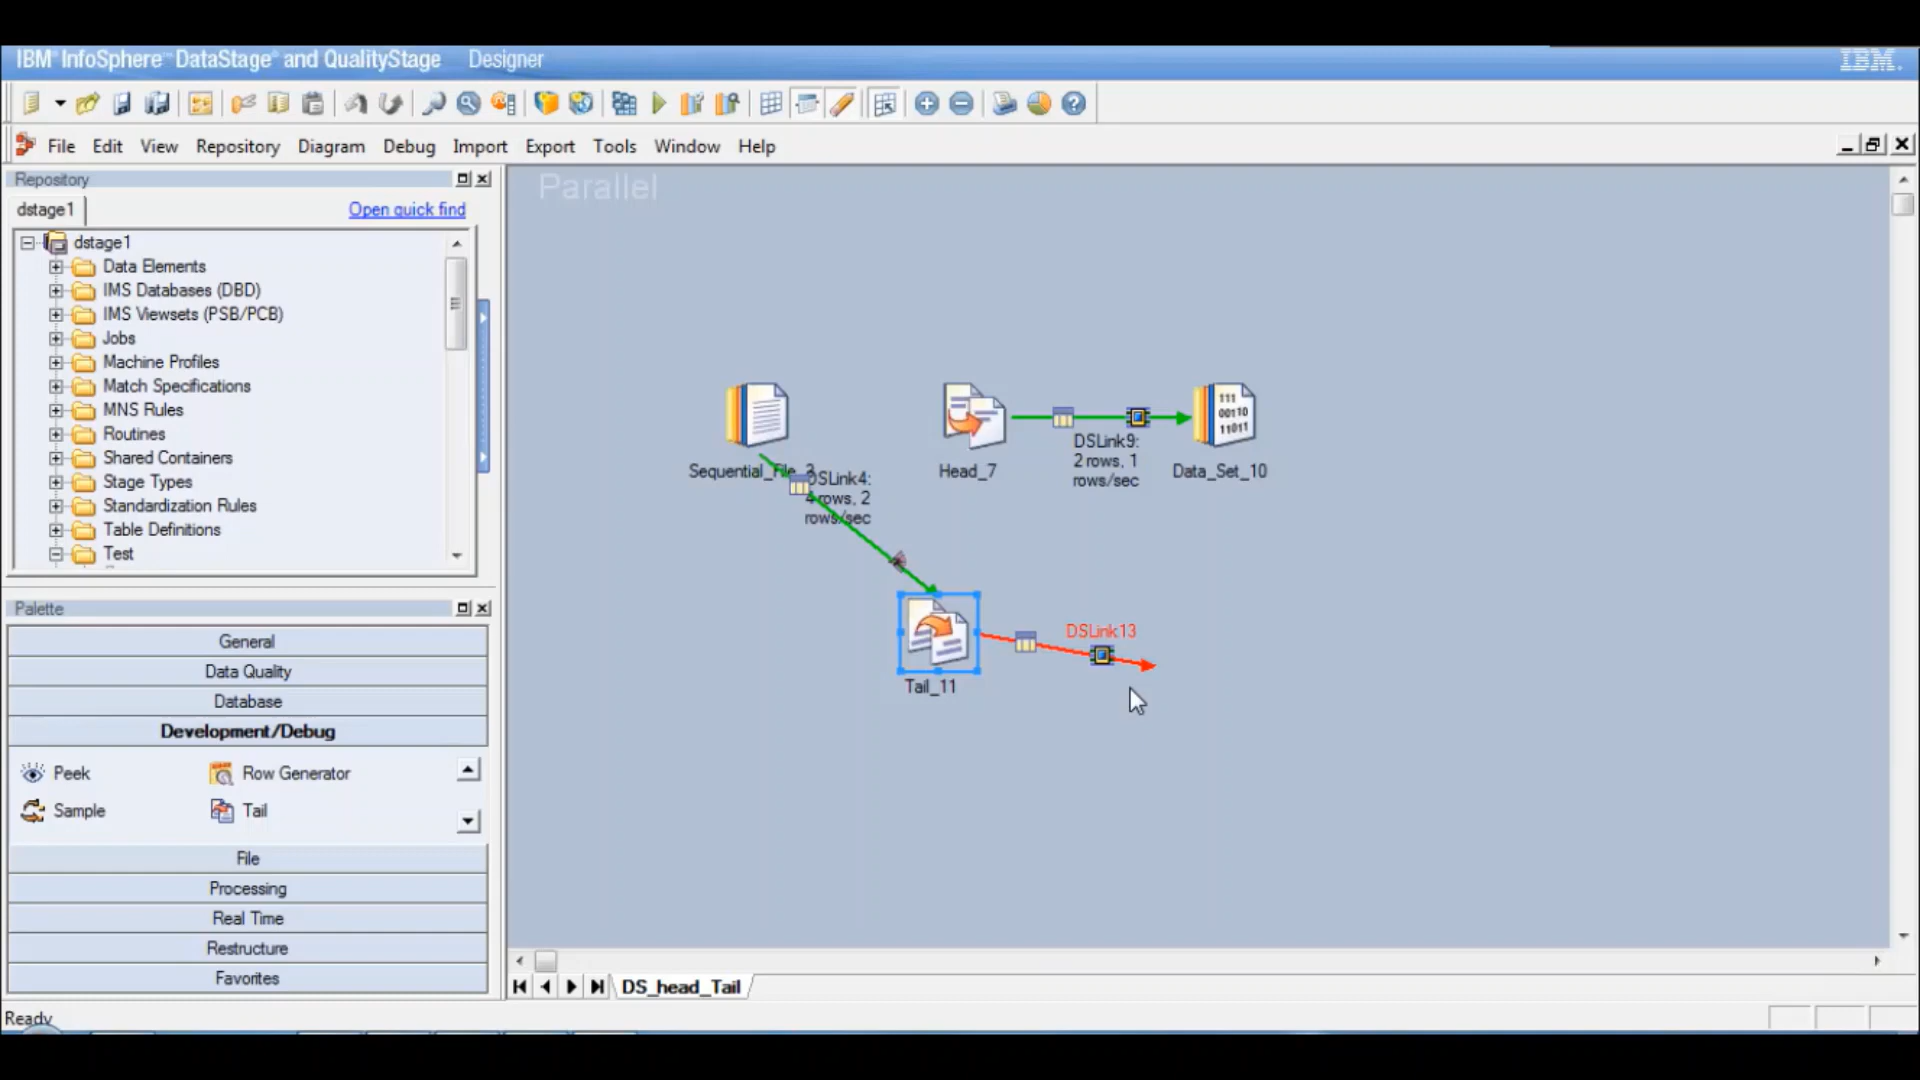 IBM InfoSphere™ DataStage® and QualityStage Designer
IBM.
File Edit View Repository Diagram Debug Import Export Tools Window Help
Repository
dstage1
Open quick find
dstage1
Data Elements
IMS Databases (DBD)
IMS Viewsets (PSB/PCB)
Jobs
Machine Profiles
Match Specifications
MNS Rules
Routines
Shared Containers
Stage Types
Standardization Rules
Table Definitions
Test
Palette
General
Data Quality
Database
Development/Debug
Peek
Row Generator
Sample
Tail
File
Processing
Real Time
Restructure
Favorites
Parallel
Sequential_File_3
DSLink4:
4 rows, 2
rows/sec
Head_7
DSLink9:
2 rows, 1
rows/sec
Data_Set_10
DSLink13
Tail_11
DS_head_Tail
Ready